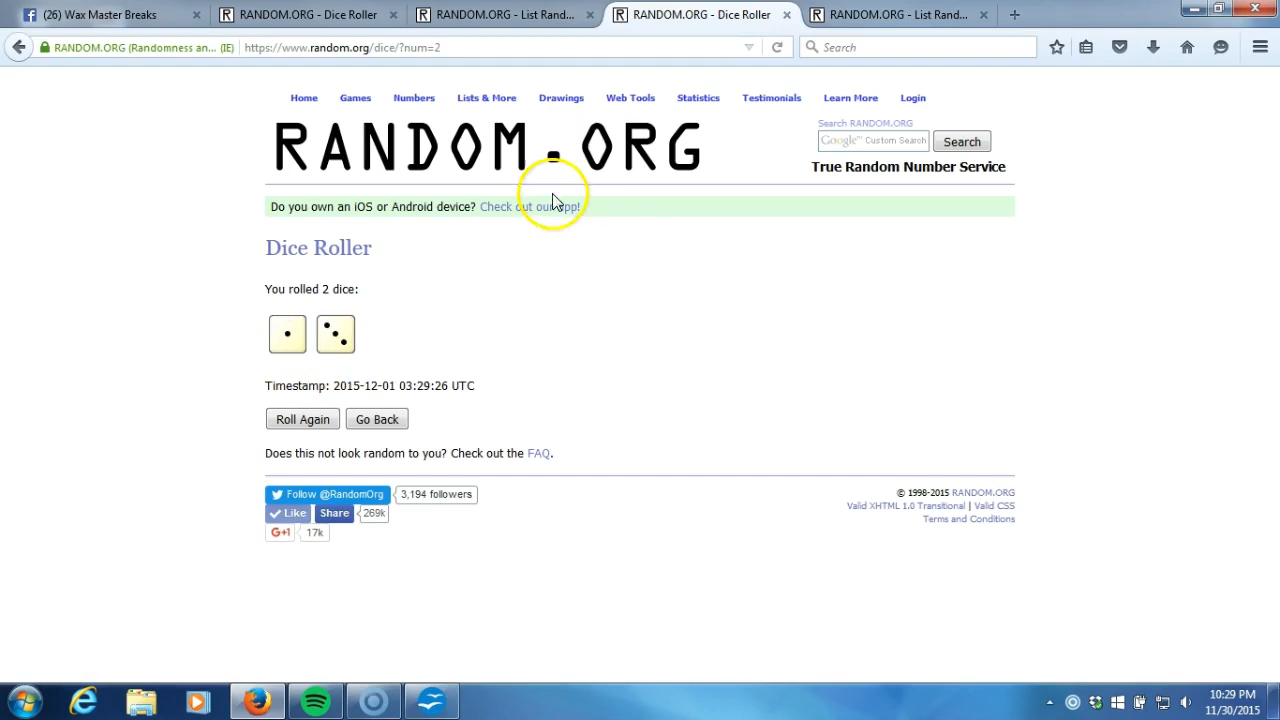 (26) Wax Master Breaks
RANDOM.ORG - Dice Roller
RANDOM.ORG - List Rand...
RANDOM.ORG - Dice Roller
RANDOM.ORG - List Rand...
RANDOM.ORG (Randomness an... (IE)
https://www.random.org/dice/?num=2
Search
Home Games Numbers Lists & More Drawings Web Tools Statistics Testimonials Learn More Login
RANDOM.ORG
Search RANDOM.ORG
Google™ Custom Search
Search
True Random Number Service
Do you own an iOS or Android device? Check out our app!
Dice Roller
You rolled 2 dice:
Timestamp: 2015-12-01 03:29:26 UTC
Roll Again
Go Back
Does this not look random to you? Check out the FAQ.
Follow @RandomOrg
3,194 followers
Like
Share
269k
G+1
17k
© 1998-2015 RANDOM.ORG
Valid XHTML 1.0 Transitional | Valid CSS
Terms and Conditions
10:29 PM
11/30/2015